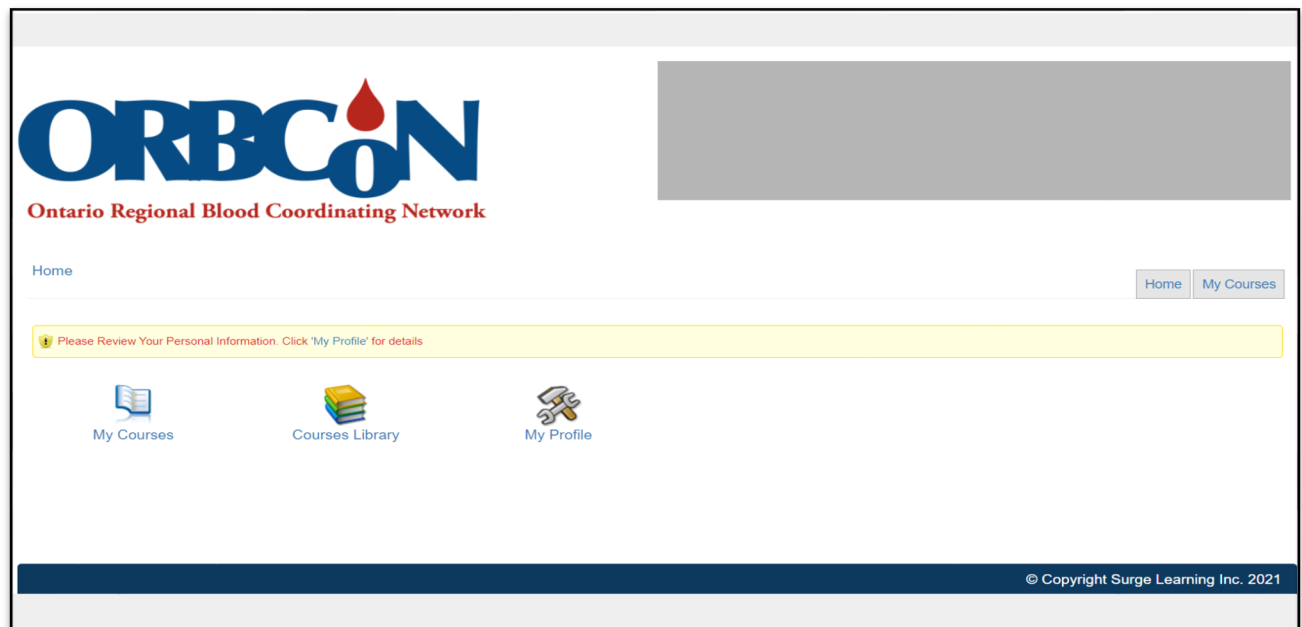 ORBCoN
Ontario Regional Blood Coordinating Network
Home
Home My Courses
Please Review Your Personal Information. Click 'My Profile' for details
My Courses Courses Library My Profile
© Copyright Surge Learning Inc. 2021